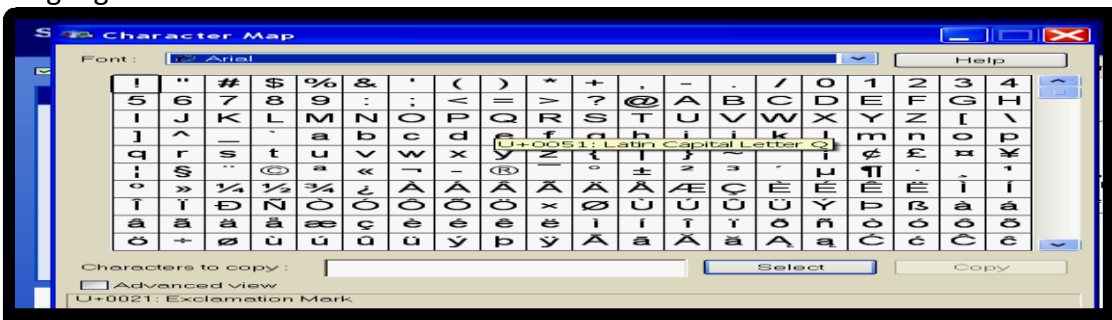 Character Map
Font : Arial Help
! " # $ % & ' ( ) * + , - . / 0 1 2 3 4
5 6 7 8 9 : ; < = > ? @ A B C D E F G H
I J K L M N O P Q R S T U V W X Y Z [
] ^ _ ` a b c d e f g h i j k l m n o p
q r s t u v w x y z { | } ~
U+0051: Latin Capital Letter Q
¡ ¢ £ ¤ ¥
¦ § ¨ © ª « ¬ - ® ¯ ° ± ² ³ ´ µ ¶ · ¸ ¹
º » ¼ ½ ¾ ¿ À Á Â Ã Ä Å Æ Ç È É Ê Ë Ì Í
Î Ï Ð Ñ Ò Ó Ô Õ Ö × Ø Ù Ú Û Ü Ý Þ ß à á
â ã ä å æ ç è é ê ë ì í î ï ð ñ ò ó ô õ
ö ÷ ø ù ú û ü ý þ ÿ Ā ā Ă ă Ą ą Ć ć Ĉ ĉ
Characters to copy : Select Copy
Advanced view
U+0021: Exclamation Mark